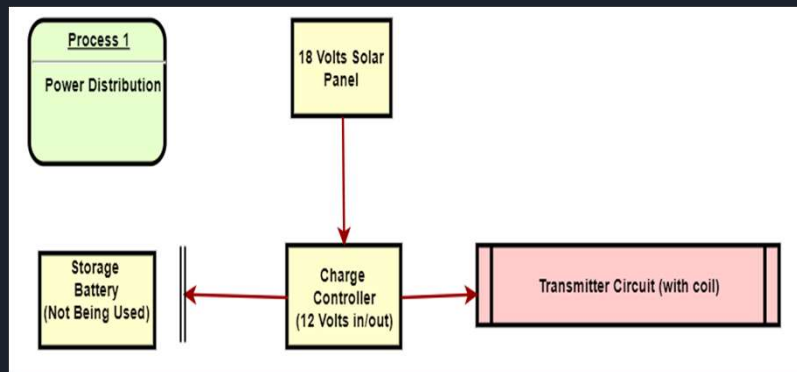 Process 1
Power Distribution
18 Volts Solar
Panel
Storage
Battery
(Not Being Used)
Charge
Controller
(12 Volts in/out)
Transmitter Circuit (with coil)